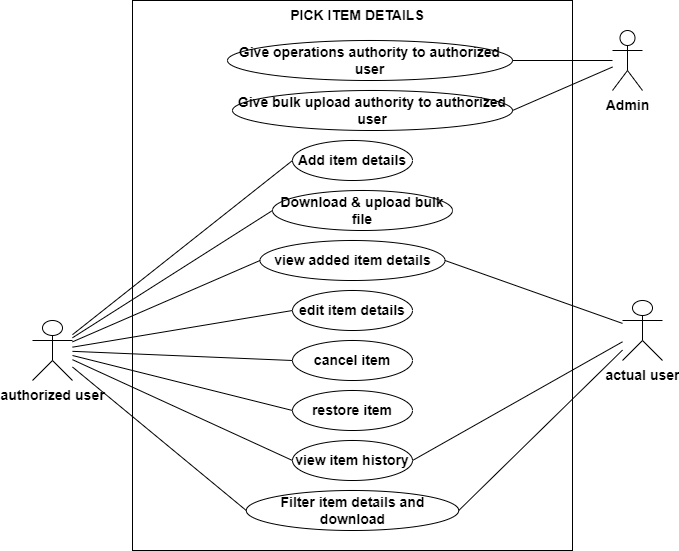 PICK ITEM DETAILS
Give operations authority to authorized
user
Give bulk upload authority to authorized
user
Admin
Add item details
Download & upload bulk
file
view added item details
edit item details
cancel item
authorized user
actual user
restore item
view item history
Filter item details and
download